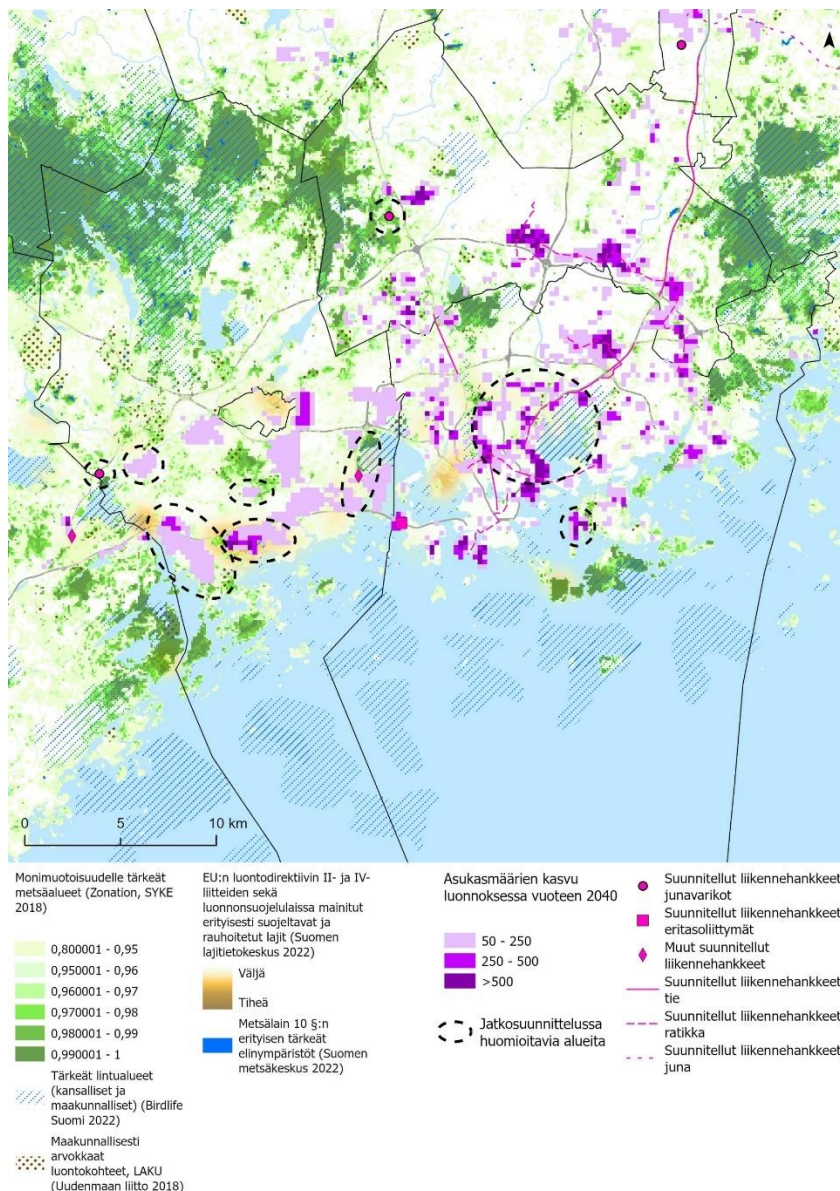 0
5
10 km
Monimuotoisuudelle tärkeät
metsäalueet (Zonation, SYKE
2018)
0,800001 - 0,95
0,950001 - 0,96
0,960001 - 0,97
0,970001 - 0,98
0,980001 - 0,99
0,990001 - 1
Tärkeät lintualueet
(kansalliset ja
maakunnalliset) (Birdlife
Suomi 2022)
Maakunnallisesti
arvokkaat
luontokohteet, LAKU
(Uudenmaan liitto 2018)
EU:n luontodirektiivin II- ja IV-
liitteiden sekä
luonnonsuojelulaissa mainitut
erityisesti suojeltavat ja
rauhoitetut lajit (Suomen
lajitietokeskus 2022)
Väljä
Tiheä
Metsälain 10 §:n
erityisen tärkeät
elinympäristöt (Suomen
metsäkeskus 2022)
Asukasmäärien kasvu
luonnoksessa vuoteen 2040
50 - 250
250 - 500
>500
Jatkosuunnittelussa
huomioitavia alueita
Suunnitellut liikennehankkeet
junavarikot
Suunnitellut liikennehankkeet
eritasoliittymät
Muut suunnitellut
liikennehankkeet
Suunnitellut liikennehankkeet
tie
Suunnitellut liikennehankkeet
ratikka
Suunnitellut liikennehankkeet
juna